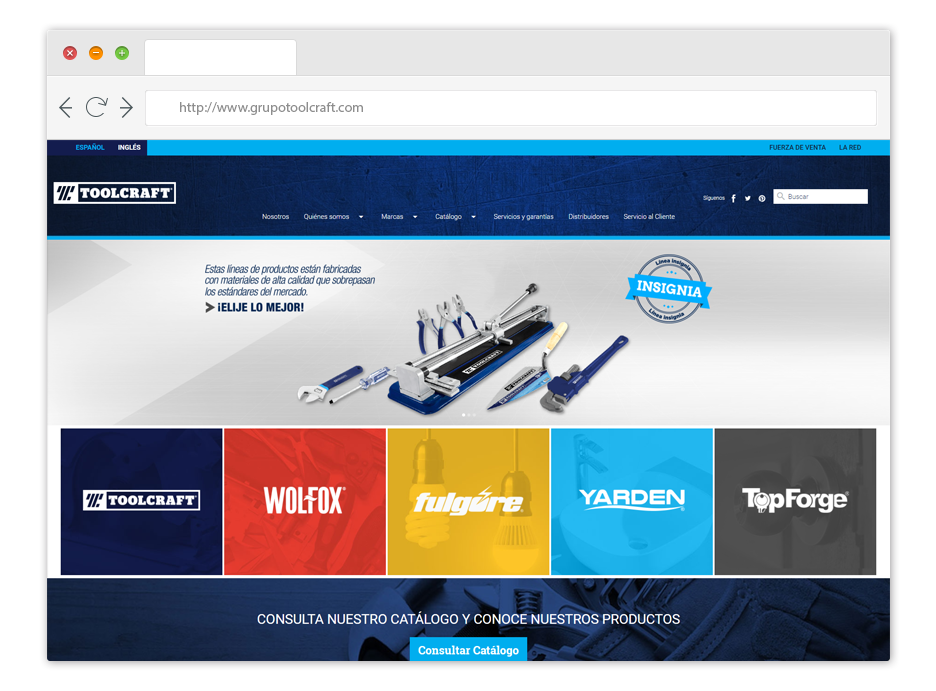 http://www.grupotoolcraft.com
ESPAÑOL INGLÉS FUERZA DE VENTA LA RED
TOOLCRAFT
Síguenos Buscar
Nosotros Quiénes somos Marcas Catálogo Servicios y garantías Distribuidores Servicio al Cliente
Estas líneas de productos están fabricadas
con materiales de alta calidad que sobrepasan
los estándares del mercado.
¡ELIJE LO MEJOR!
Línea Insignia
INSIGNIA
Línea Insignia
TOOLCRAFT
TOOLCRAFT
TOOLCRAFT
WOLFOX
fulgōre
YARDEN
TopForge
CONSULTA NUESTRO CATÁLOGO Y CONOCE NUESTROS PRODUCTOS
Consultar Catálogo